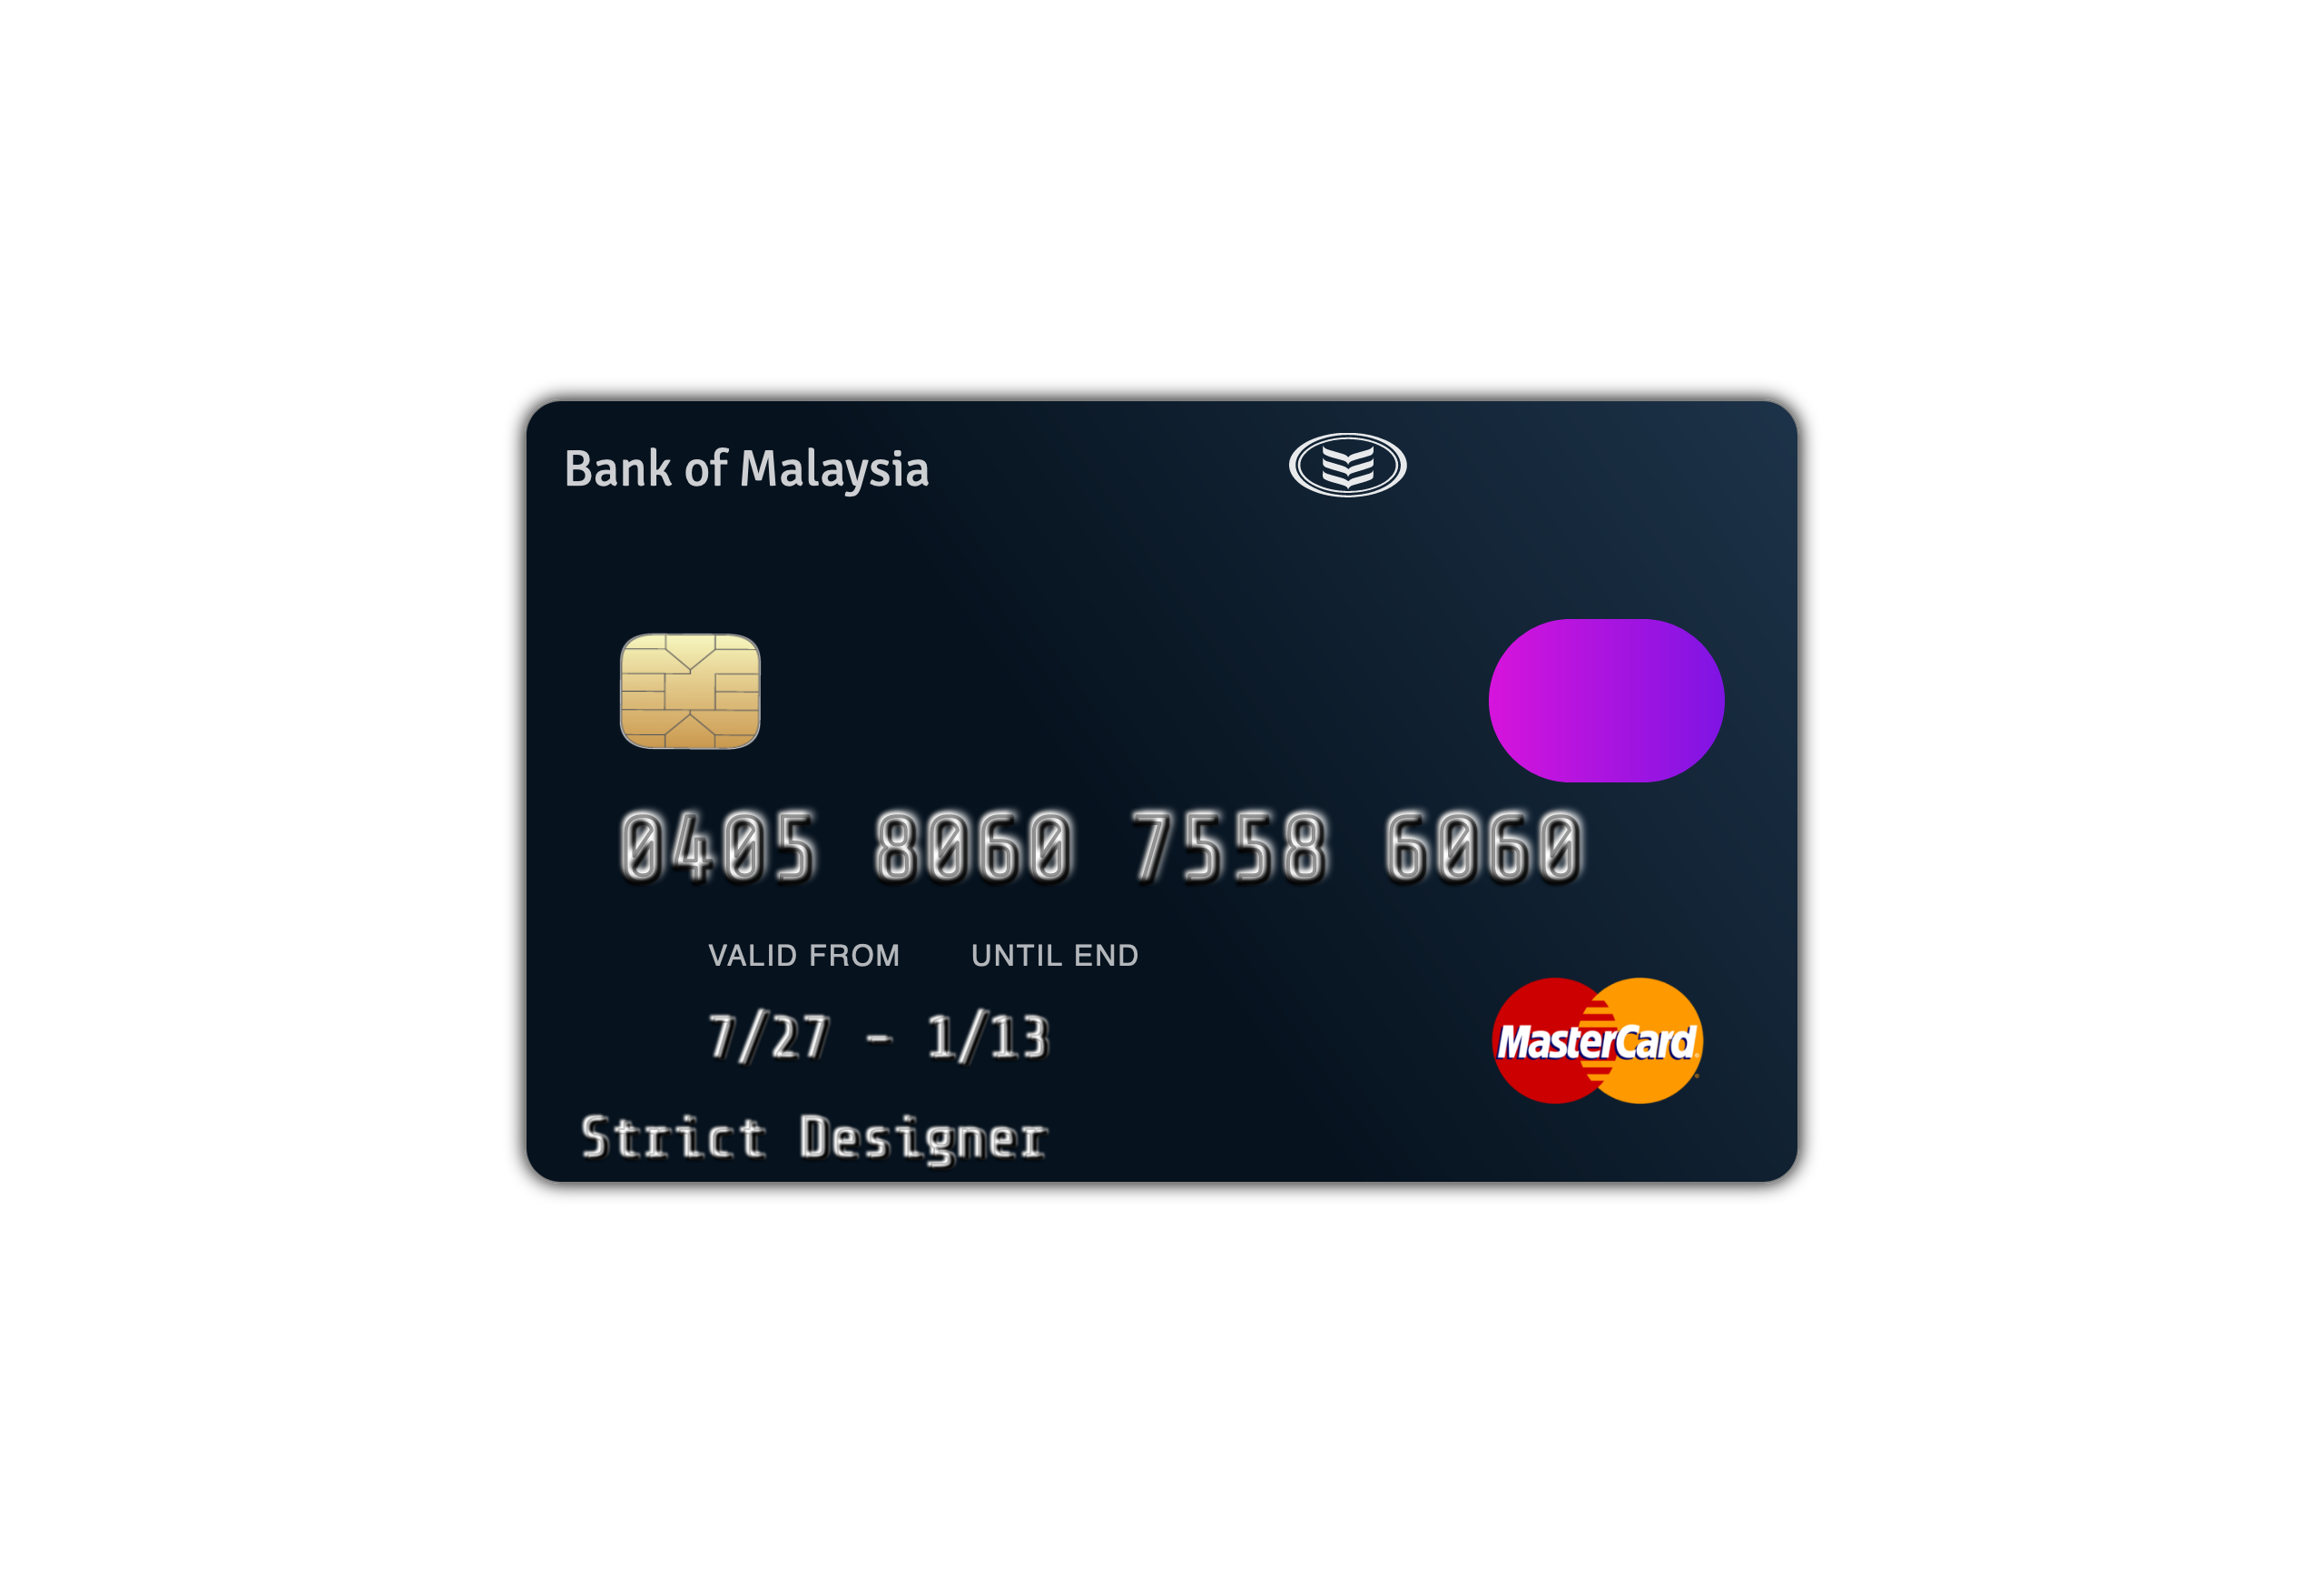 Bank of Malaysia
0405 8060 7558 6060
VALID FROM UNTIL END
7/27 - 1/13
MasterCard
Strict Designer